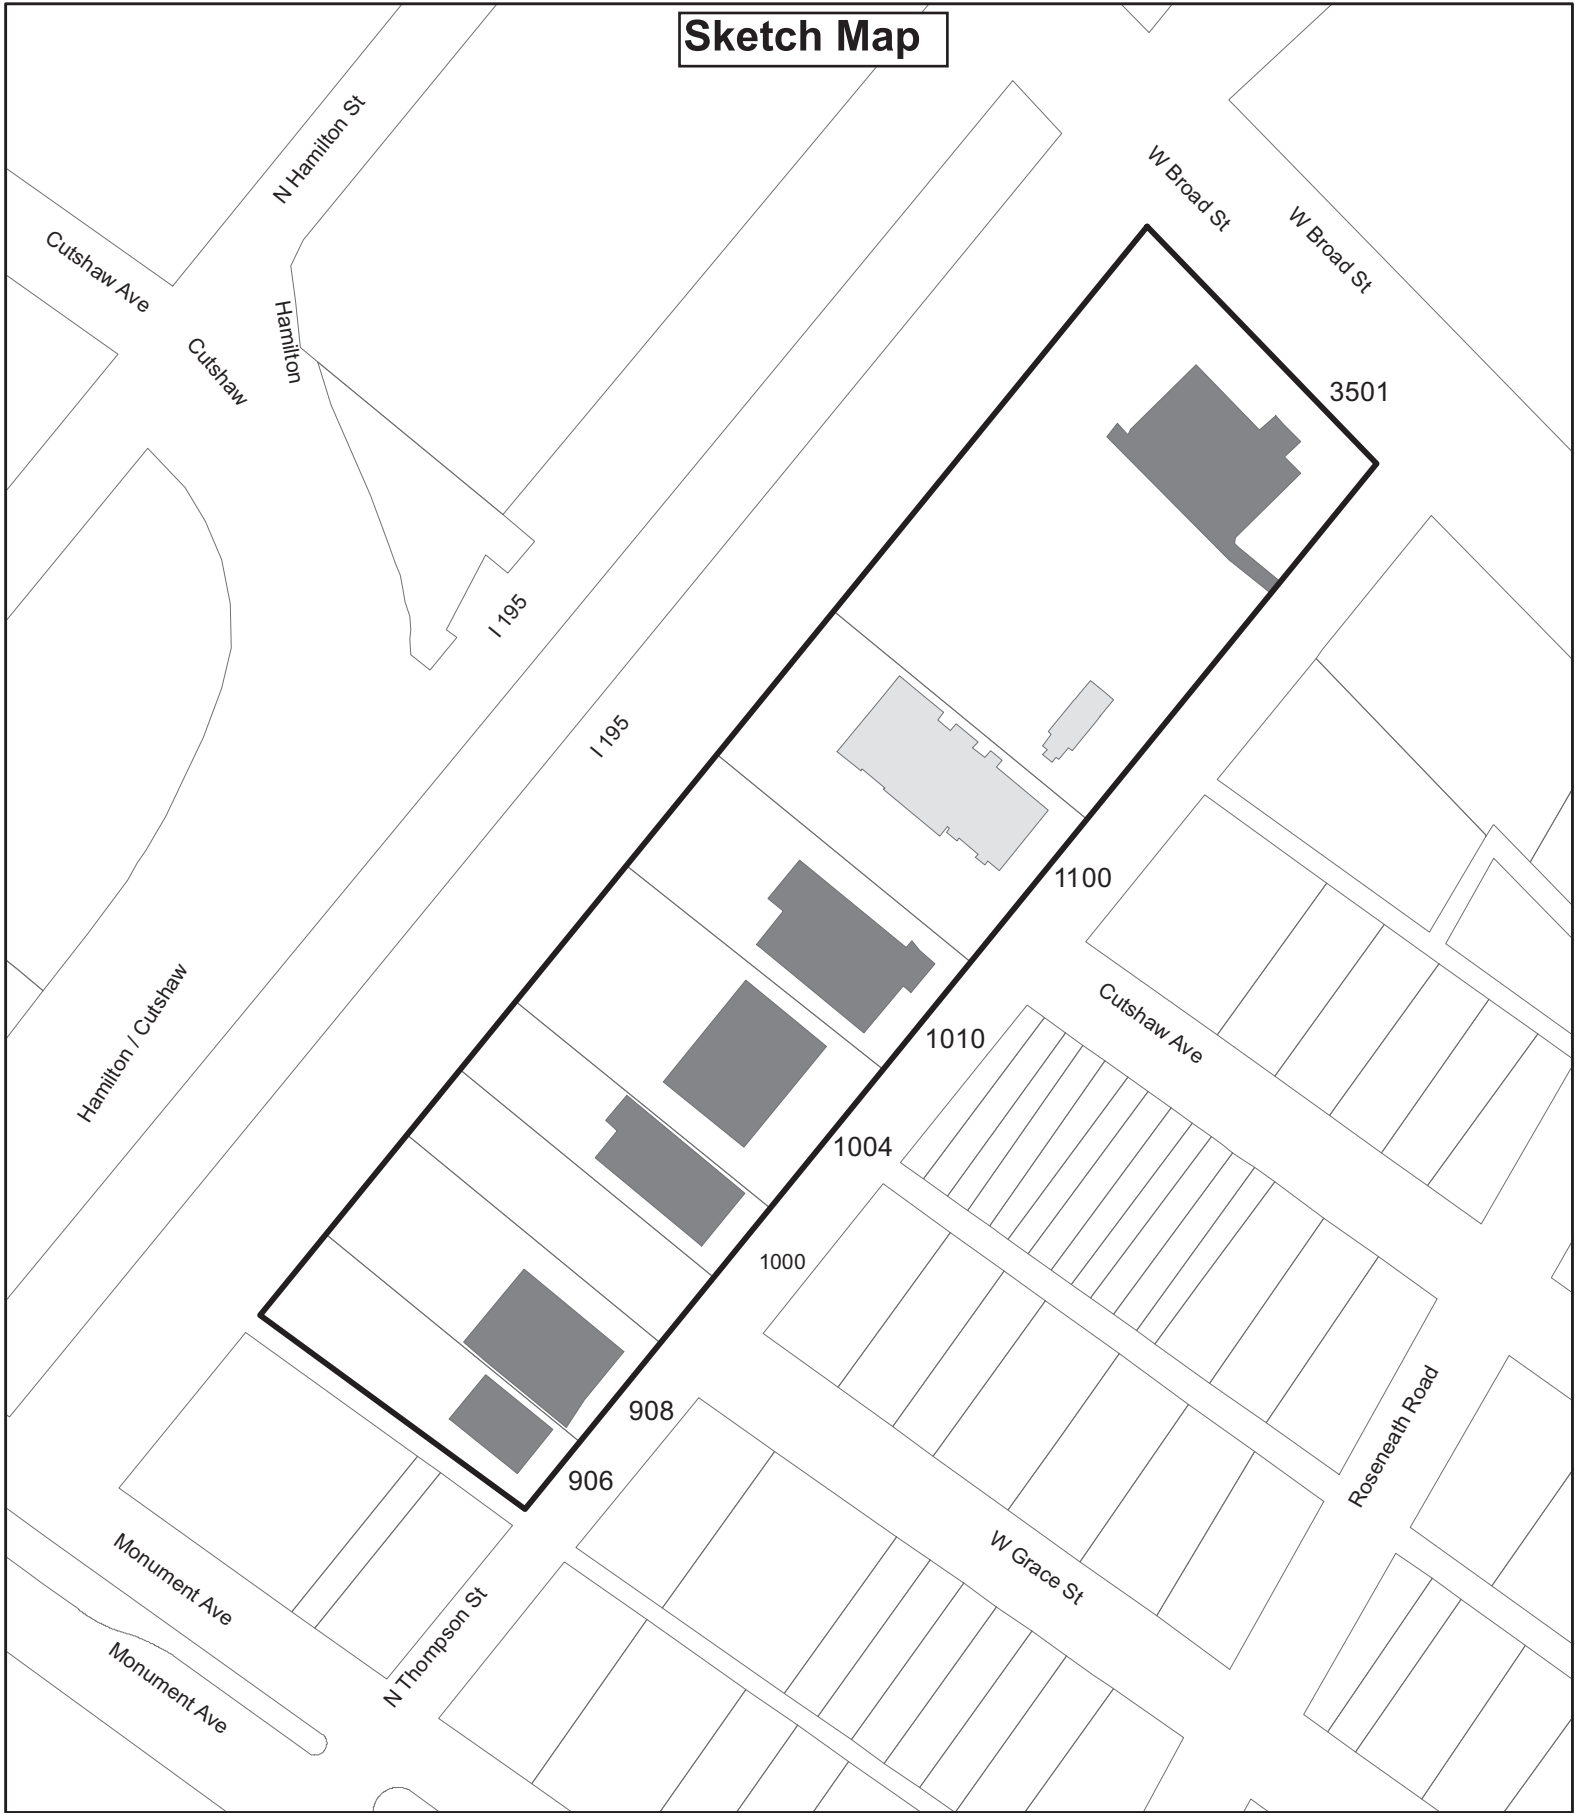 Sketch Map
N Hamilton St
W Broad St
W Broad St
Cutshaw Ave
Hamilton
Cutshaw
3501
I 195
I 195
1100
Cutshaw Ave
1010
Hamilton / Cutshaw
1004
1000
908
Roseneath Road
906
W Grace St
Monument Ave
N Thompson St
Monument Ave